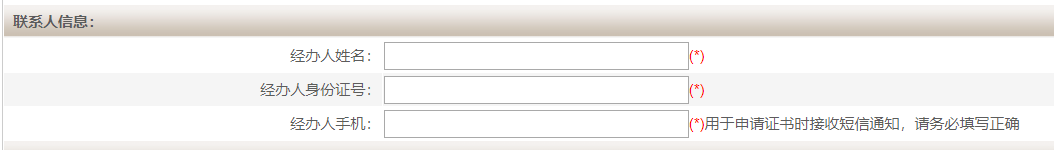 联系人信息：
经办人姓名： (*)
经办人身份证号： (*)
经办人手机： (*)用于申请证书时接收短信通知，请务必填写正确